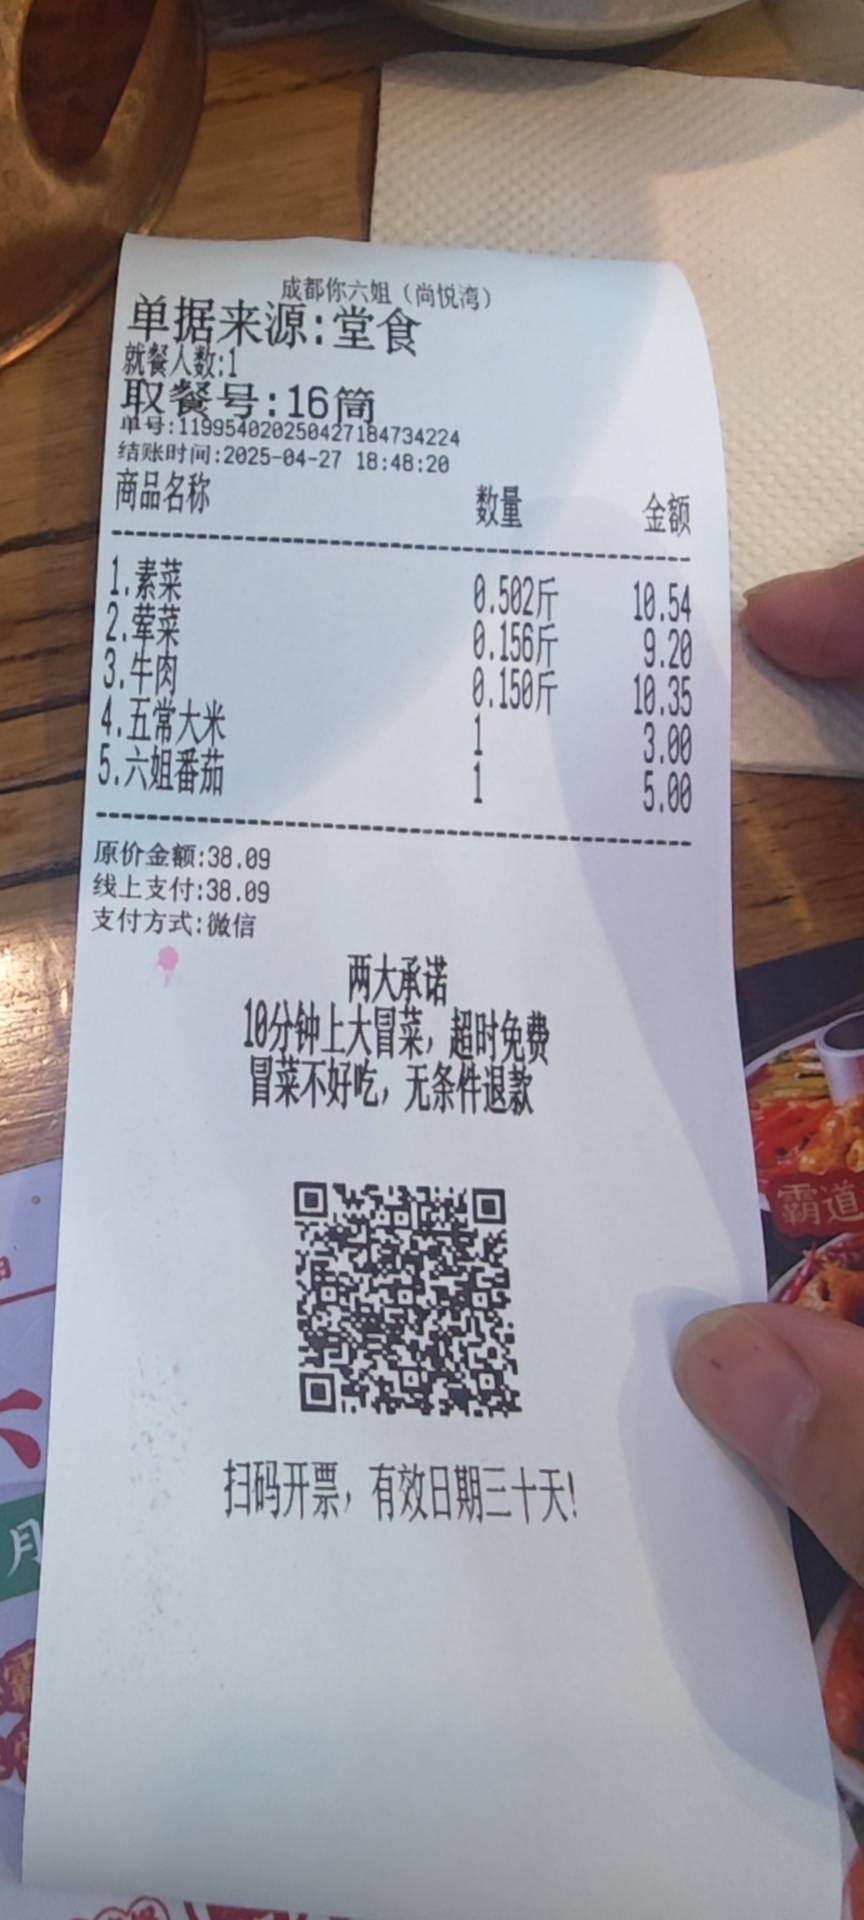 成都你六姐（尚悦湾）
单据来源:堂食
就餐人数:1
取餐号:16筒
单号:119954020250427184734224
结账时间:2025-04-27 18:48:20
商品名称 数量 金额
1.素菜 0.502斤 10.54
2.荤菜 0.156斤 9.20
3.牛肉 0.150斤 10.35
4.五常大米 1 3.00
5.六姐番茄 1 5.00
原价金额:38.09
线上支付:38.09
支付方式:微信
两大承诺
10分钟上大冒菜，超时免费
冒菜不好吃，无条件退款
扫码开票，有效日期三十天!
霸道
月